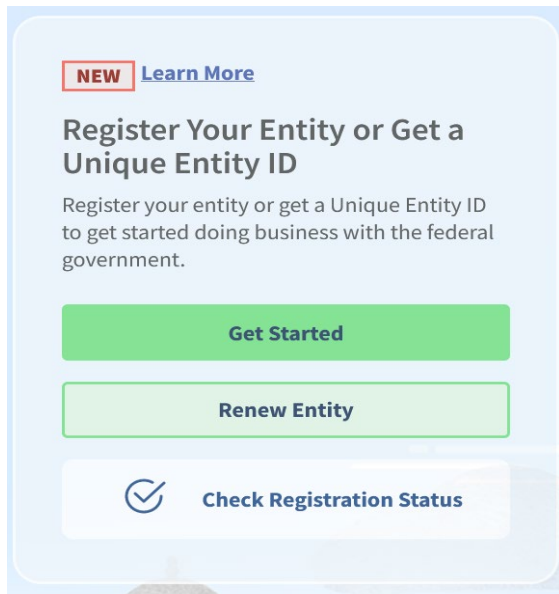 NEW Learn More
Register Your Entity or Get a
Unique Entity ID
Register your entity or get a Unique Entity ID
to get started doing business with the federal
government.
Get Started
Renew Entity
Check Registration Status